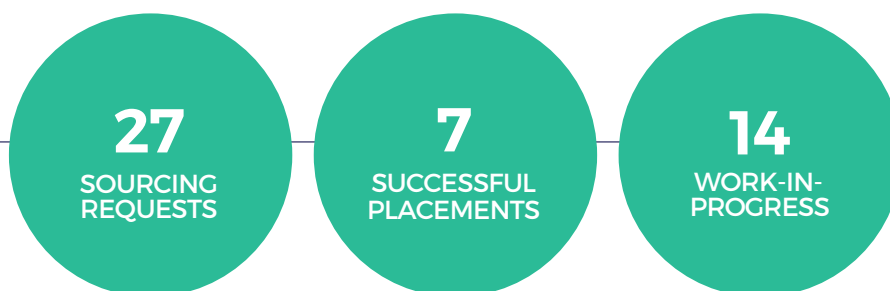 27
SOURCING
REQUESTS
7
SUCCESSFUL
PLACEMENTS
14
WORK-IN-
PROGRESS